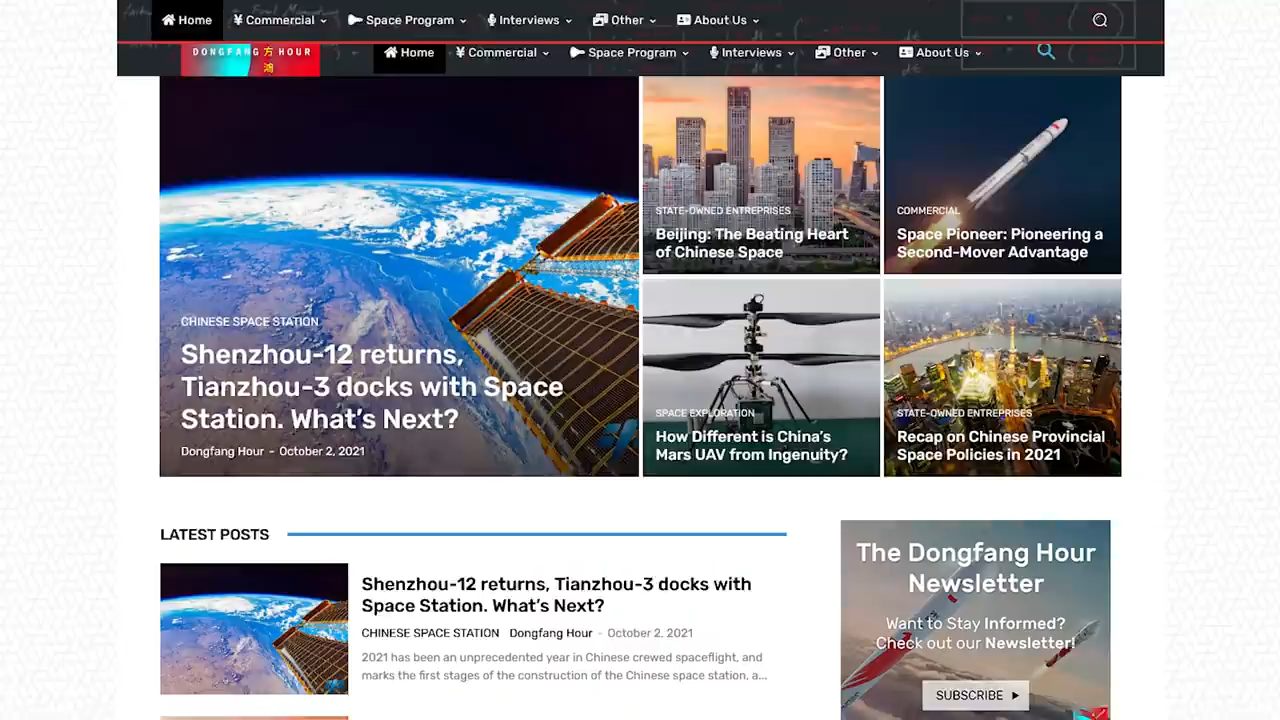 Home
Commercial
Space Program
Interviews
Other
About Us
DONGFANG 方 HOUR
鴻
Home
Commercial
Space Program
Interviews
Other
About Us
CHINESE SPACE STATION
Shenzhou-12 returns,
Tianzhou-3 docks with Space
Station. What's Next?
Dongfang Hour - October 2, 2021
STATE-OWNED ENTREPRISES
Beijing: The Beating Heart
of Chinese Space
COMMERCIAL
Space Pioneer: Pioneering a
Second-Mover Advantage
SPACE EXPLORATION
How Different is China's
Mars UAV from Ingenuity?
STATE-OWNED ENTREPRISES
Recap on Chinese Provincial
Space Policies in 2021
LATEST POSTS
Shenzhou-12 returns, Tianzhou-3 docks with
Space Station. What's Next?
CHINESE SPACE STATION Dongfang Hour - October 2, 2021
2021 has been an unprecedented year in Chinese crewed spaceflight, and
marks the first stages of the construction of the Chinese space station, a...
The Dongfang Hour
Newsletter
Want to Stay Informed?
Check out our Newsletter!
SUBSCRIBE